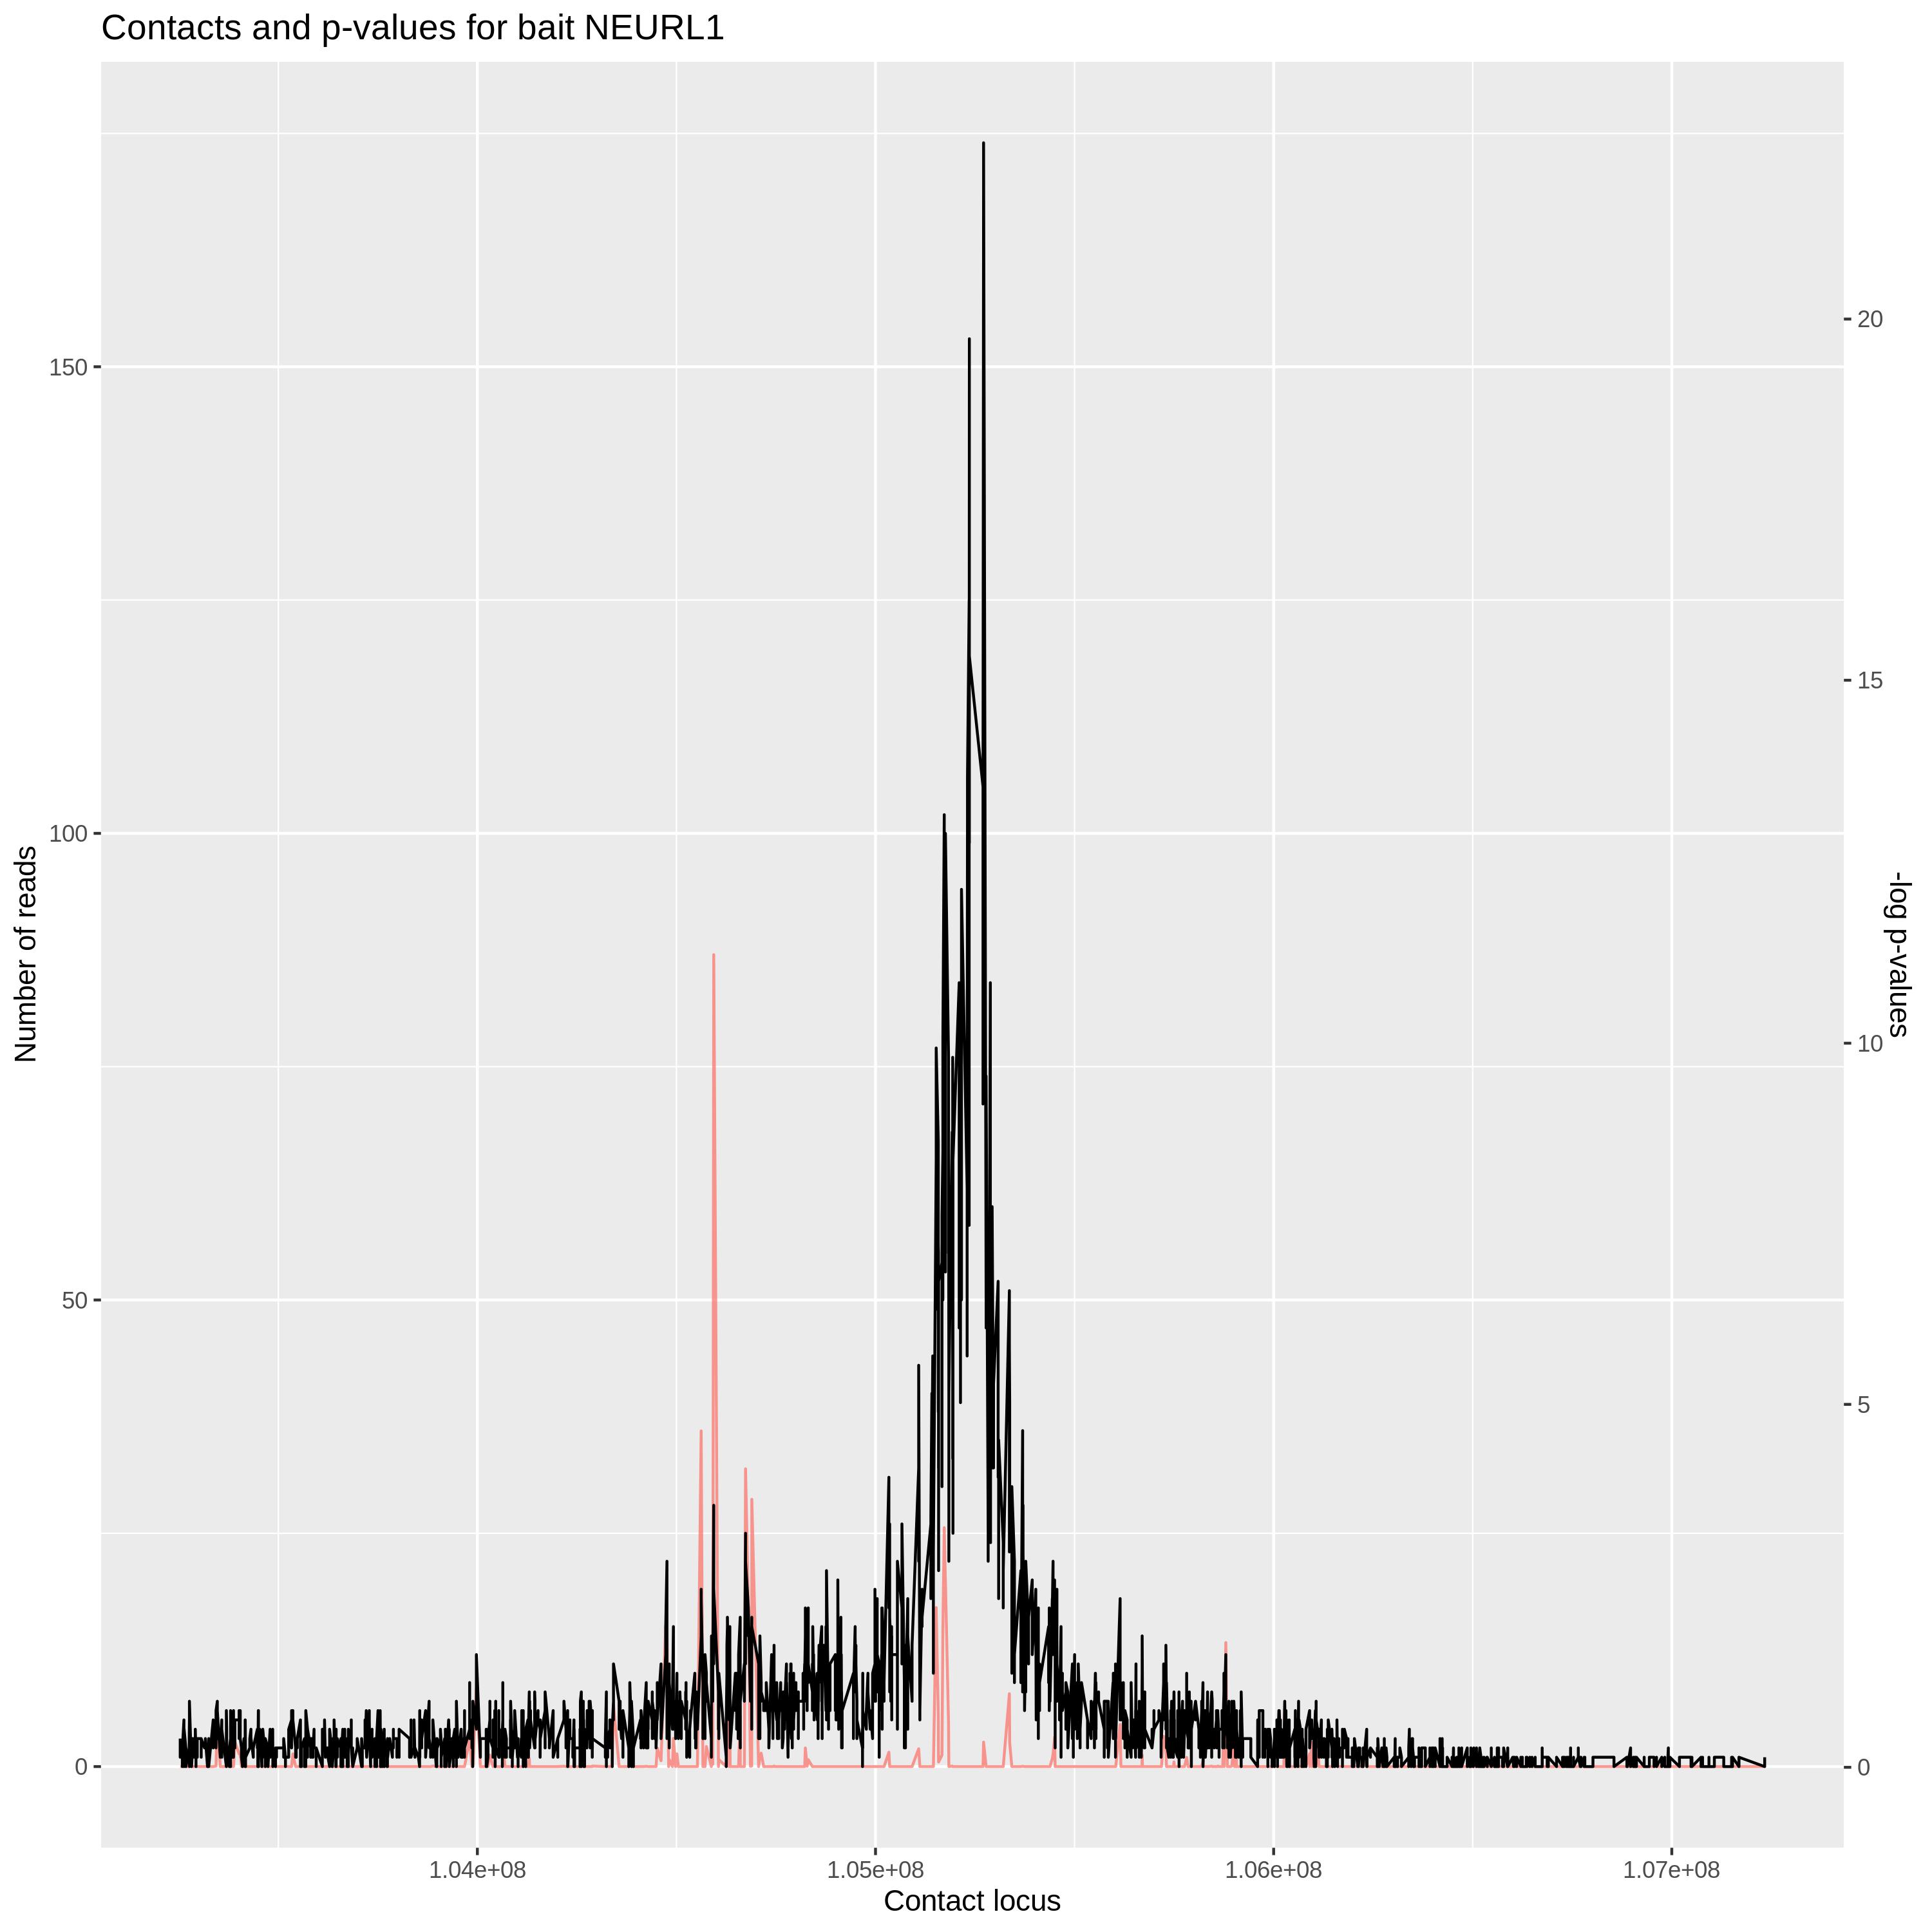 Contacts and p-values for bait NEURL1
150
100
50
0
Number of reads
20
15
10
5
0
-log p-values
1.04e+08
1.05e+08
1.06e+08
1.07e+08
Contact locus